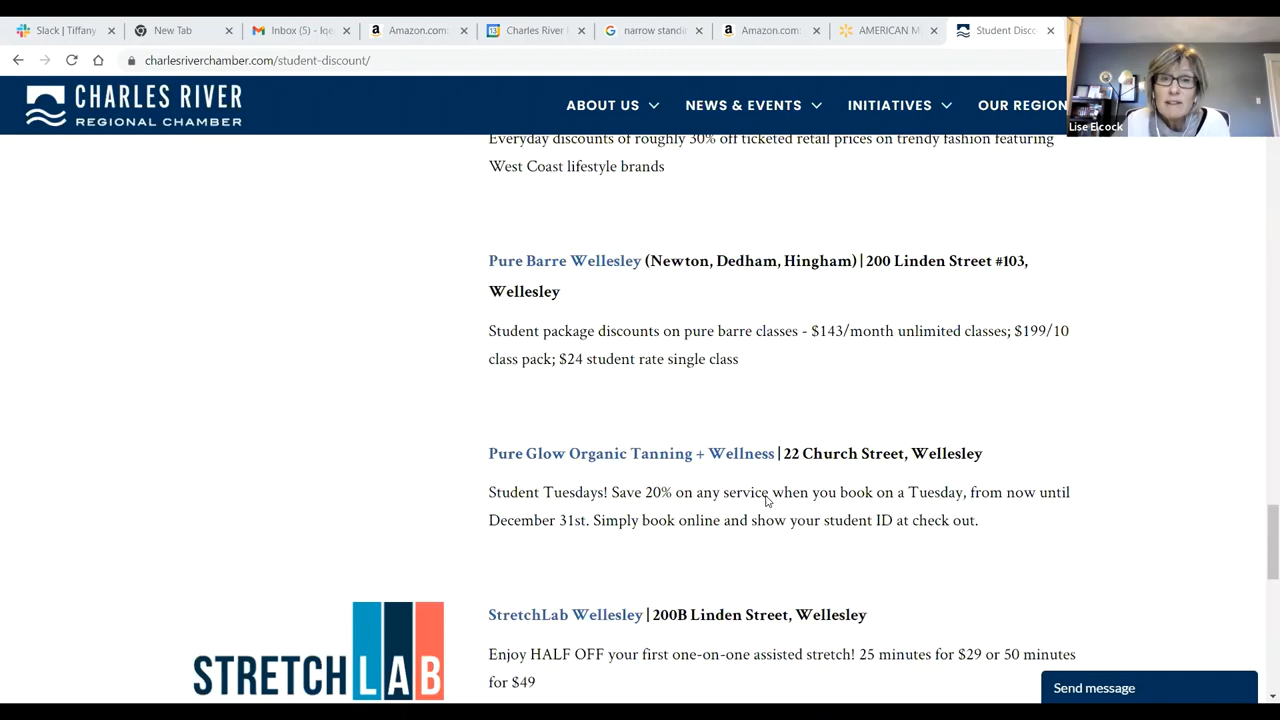 Slack | Tiffany
New Tab
Inbox (5) - lqe
Amazon.com:
Charles River
narrow standi
Amazon.com:
AMERICAN M
Student Disco
charlesriverchamber.com/student-discount/
CHARLES RIVER
REGIONAL CHAMBER
ABOUT US
NEWS & EVENTS
INITIATIVES
OUR REGION
Lise Elcock
Everyday discounts of roughly 30% off ticketed retail prices on trendy fashion featuring
West Coast lifestyle brands
Pure Barre Wellesley (Newton, Dedham, Hingham) | 200 Linden Street #103,
Wellesley
Student package discounts on pure barre classes - $143/month unlimited classes; $199/10
class pack; $24 student rate single class
Pure Glow Organic Tanning + Wellness | 22 Church Street, Wellesley
Student Tuesdays! Save 20% on any service when you book on a Tuesday, from now until
December 31st. Simply book online and show your student ID at check out.
STRETCHLAB
StretchLab Wellesley | 200B Linden Street, Wellesley
Enjoy HALF OFF your first one-on-one assisted stretch! 25 minutes for $29 or 50 minutes
for $49
Send message